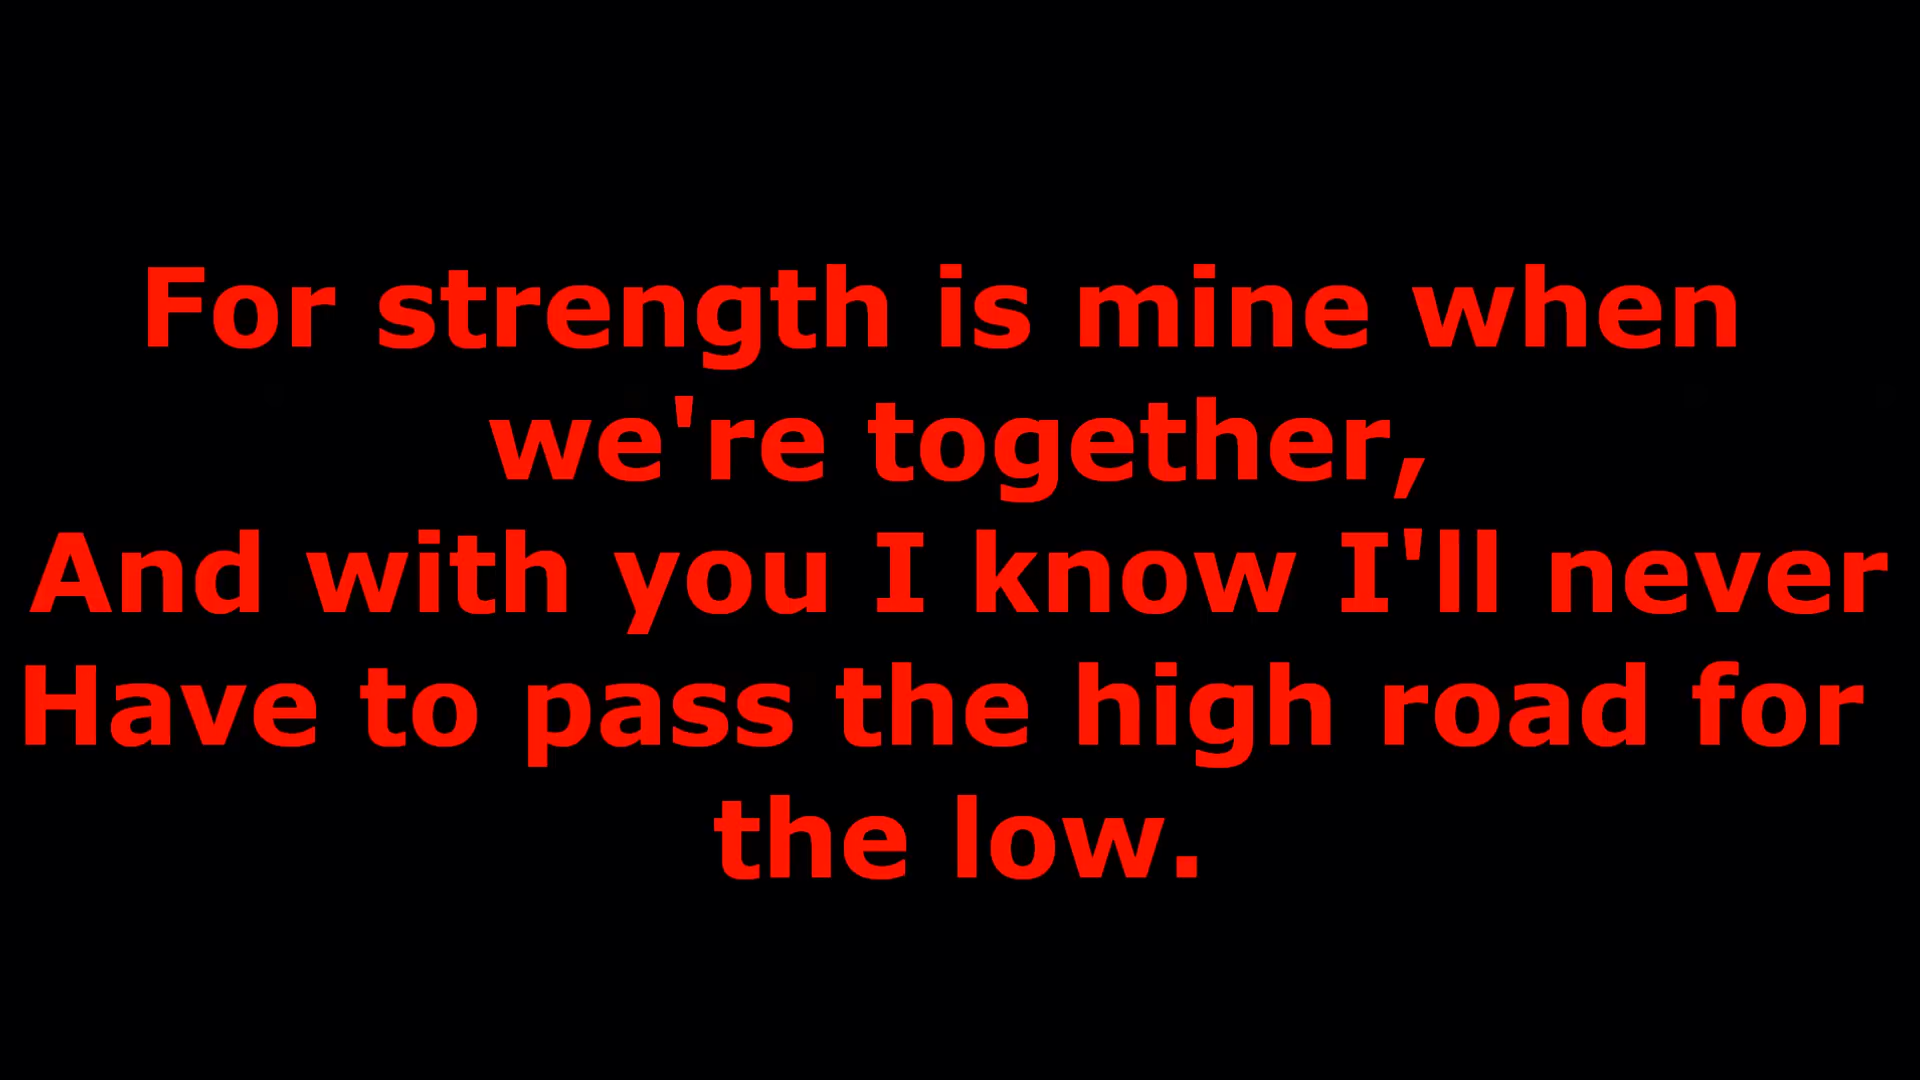 For strength is mine when
we're together,
And with you I know I'll never
Have to pass the high road for
the low.